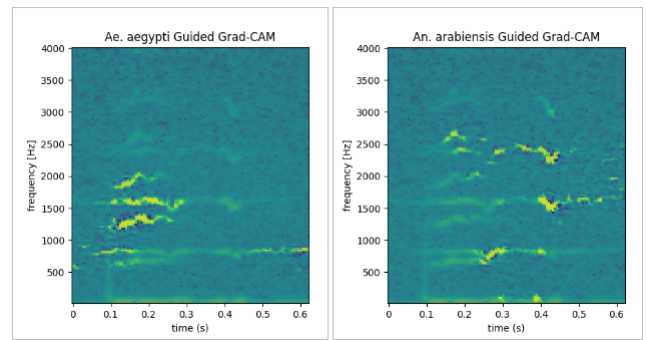 Ae. aegypti Guided Grad-CAM
4000
3500
3000
2500
2000
1500
1000
500
frequency [Hz]
0 0.1 0.2 0.3 0.4 0.5 0.6
time (s)
An. arabiensis Guided Grad-CAM
4000
3500
3000
2500
2000
1500
1000
500
frequency [Hz]
0.0 0.1 0.2 0.3 0.4 0.5 0.6
time (s)